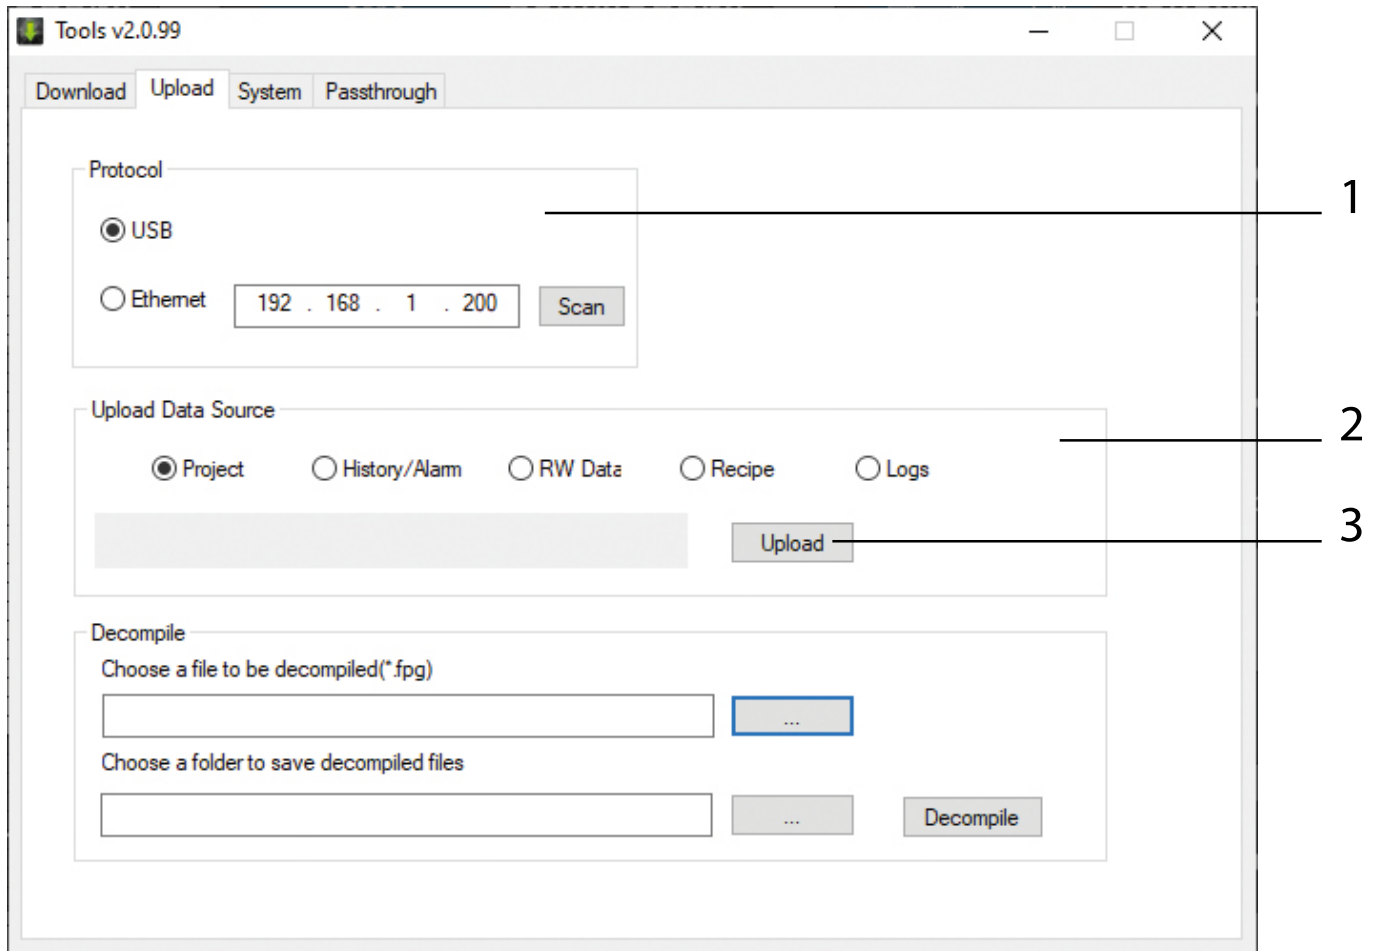 Tools v2.0.99
Download Upload System Passthrough
Protocol
1
USB
Ethernet 192 . 168 . 1 . 200 Scan
Upload Data Source
2
Project History/Alarm RW Data Recipe Logs
Upload 3
Decompile
Choose a file to be decompiled(*.fpg)
...
Choose a folder to save decompiled files
... Decompile